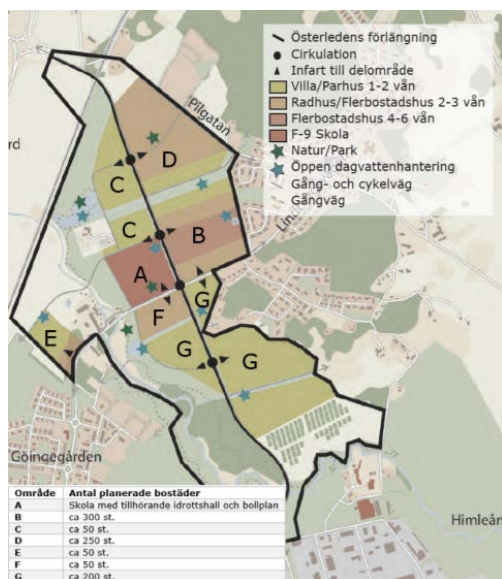 Österledens förlängning
Cirkulation
Infart till delområde
Villa/Parhus 1-2 vån
Radhus/Flerbostadshus 2-3 vån
Flerbostadshus 4-6 vån
F-9 Skola
Natur/Park
Öppen dagvattenhantering
Gång- och cykelväg
Gångväg
Pilgatan
rd
D
C
C
B
A
G
F
G
G
E
Göingegården
Himleån
Område Antal planerade bostäder
A Skola med tillhörande idrottshall och bollplan
B ca 300 st.
C ca 50 st.
D ca 250 st.
E ca 50 st.
F ca 50 st.
G ca 200 st.